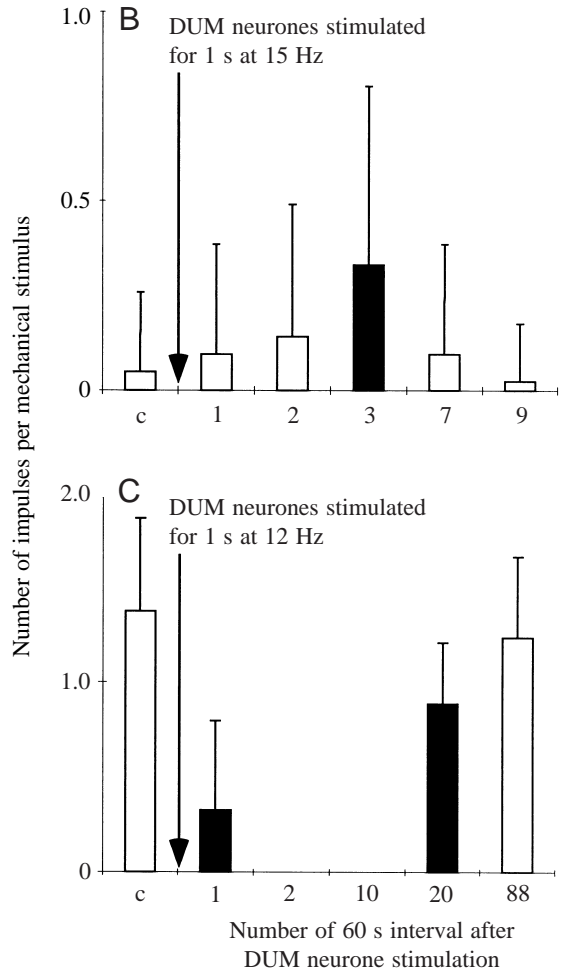 B
DUM neurones stimulated
for 1 s at 15 Hz
1.0
0.5
0
c 1 2 3 7 9
C
DUM neurones stimulated
for 1 s at 12 Hz
2.0
1.0
0
c 1 2 10 20 88
Number of 60 s interval after
DUM neurone stimulation
Number of impulses per mechanical stimulus